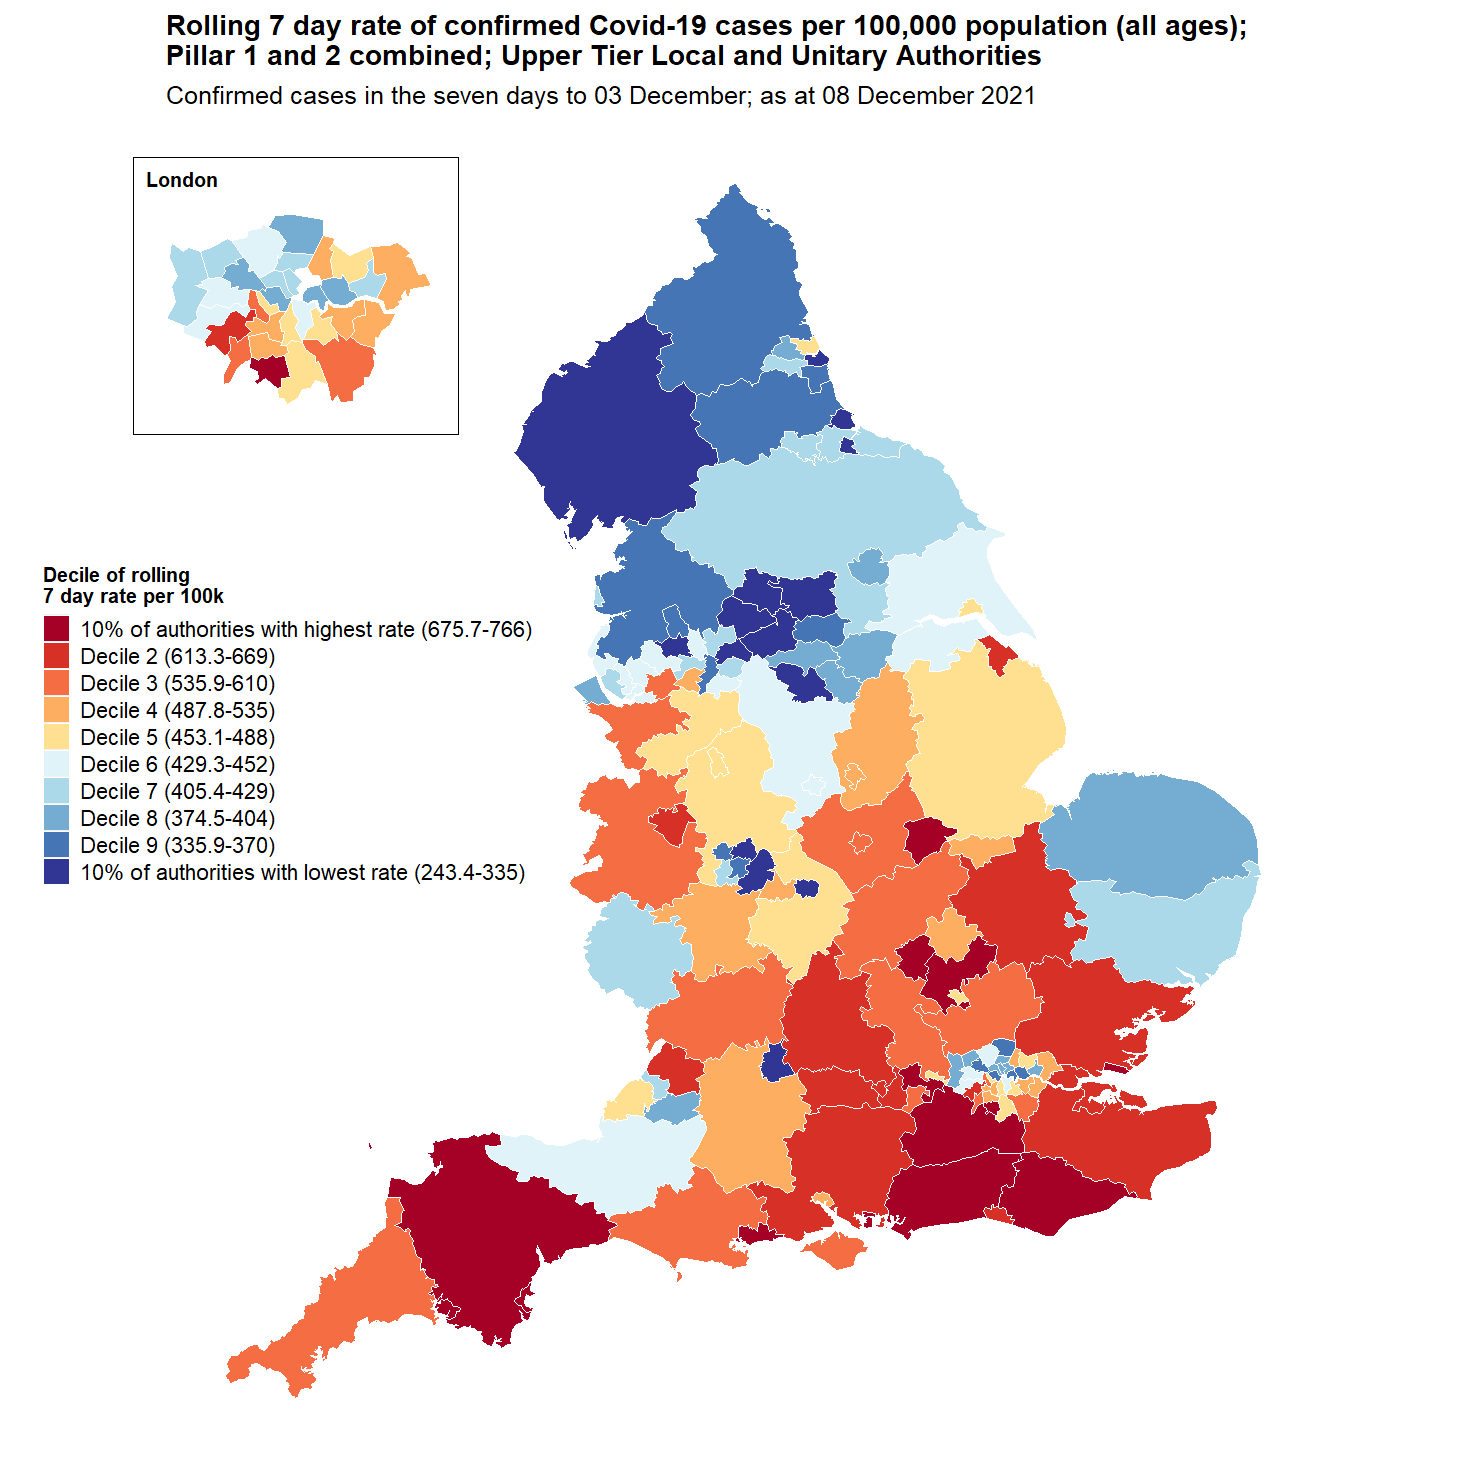 Rolling 7 day rate of confirmed Covid-19 cases per 100,000 population (all ages);
Pillar 1 and 2 combined; Upper Tier Local and Unitary Authorities
Confirmed cases in the seven days to 03 December; as at 08 December 2021
London
Decile of rolling
7 day rate per 100k
10% of authorities with highest rate (675.7-766)
Decile 2 (613.3-669)
Decile 3 (535.9-610)
Decile 4 (487.8-535)
Decile 5 (453.1-488)
Decile 6 (429.3-452)
Decile 7 (405.4-429)
Decile 8 (374.5-404)
Decile 9 (335.9-370)
10% of authorities with lowest rate (243.4-335)